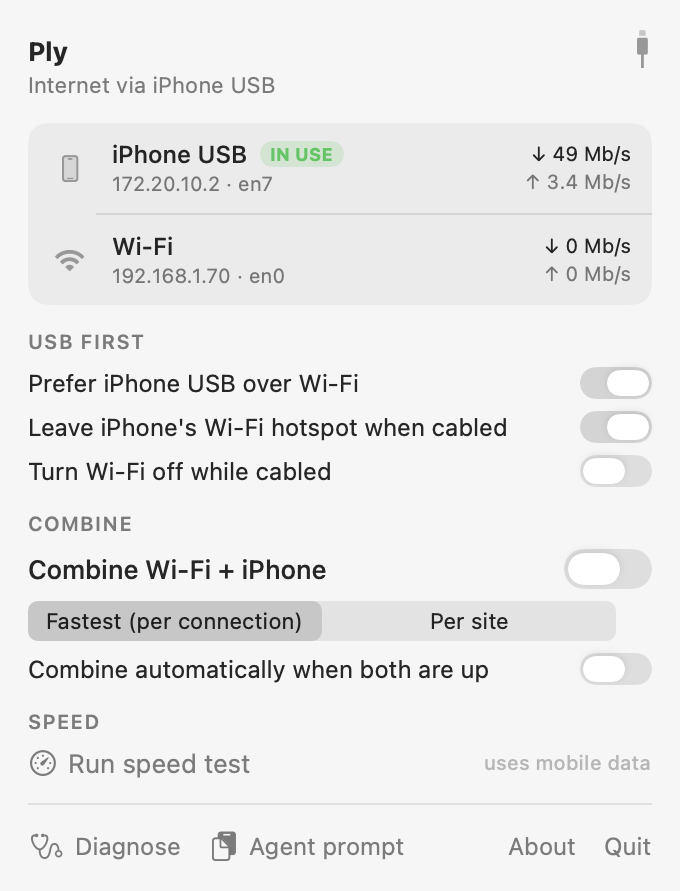 Ply
Internet via iPhone USB
iPhone USB IN USE ↓ 49 Mb/s
172.20.10.2 · en7 ↑ 3.4 Mb/s
Wi-Fi ↓ 0 Mb/s
192.168.1.70 · en0 ↑ 0 Mb/s
USB FIRST
Prefer iPhone USB over Wi-Fi
Leave iPhone's Wi-Fi hotspot when cabled
Turn Wi-Fi off while cabled
COMBINE
Combine Wi-Fi + iPhone
Fastest (per connection) Per site
Combine automatically when both are up
SPEED
Run speed test uses mobile data
Diagnose Agent prompt About Quit